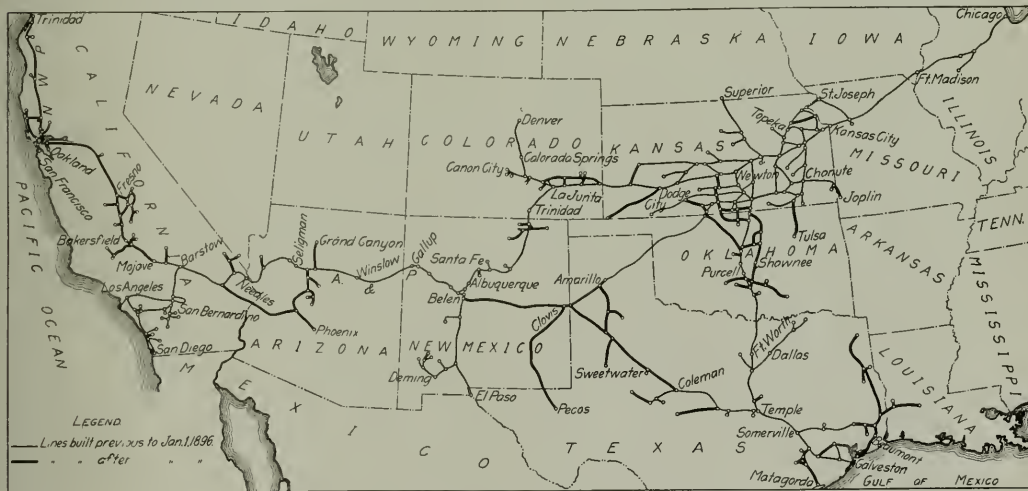 Trinidad
IDAHO
WYOMING
NEBRASKA
IOWA
Chicago
CALIFORNIA
NEVADA
UTAH
COLORADO
KANSAS
MISSOURI
ILLINOIS
Ft. Madison
Superior
St. Joseph
Topeka
Kansas City
Denver
Colorada Springs
Canon City
La Junta
Trinidad
Newton
Chanute
Dodge
City
Joplin
Oakland
San Francisco
Fresno
PACIFIC OCEAN
Bakersfield
Mojave
Barstow
Needles
Seligman
Grand Canyon
Winslow
Gallup
A. & P.
Santa Fe
Albuquerque
Belen
Amarillo
OKLAHOMA
Tulsa
Shawnee
Purcell
ARKANSAS
TENN.
MISSISSIPPI
Los Angeles
San Bernardino
San Diego
Phoenix
ARIZONA
NEW MEXICO
Clovis
Deming
El Paso
Pecos
Sweetwater
Coleman
Ft. Worth
Dallas
Temple
Somerville
LOUISIANA
Beaumont
Galveston
Matagorda
GULF OF MEXICO
MEXICO
TEXAS
LEGEND
Lines built previous to Jan. 1, 1896.
" " after " "